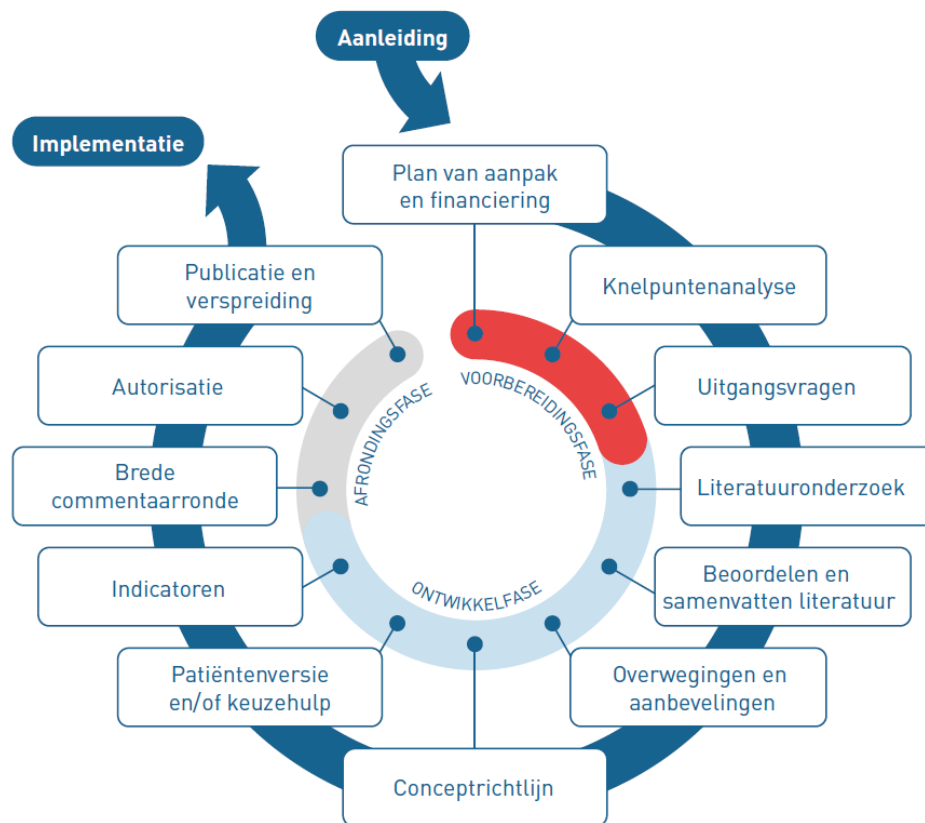 Aanleiding
Implementatie
Plan van aanpak
en financiering
Knelpuntenanalyse
Uitgangsvragen
Literatuuronderzoek
Beoordelen en
samenvatten literatuur
Overwegingen en
aanbevelingen
Conceptrichtlijn
Patiëntenversie
en/of keuzehulp
Indicatoren
Brede
commentaarronde
Autorisatie
Publicatie en
verspreiding
VOORBEREIDINGSFASE
ONTWIKKELFASE
AFRONDINGSFASE